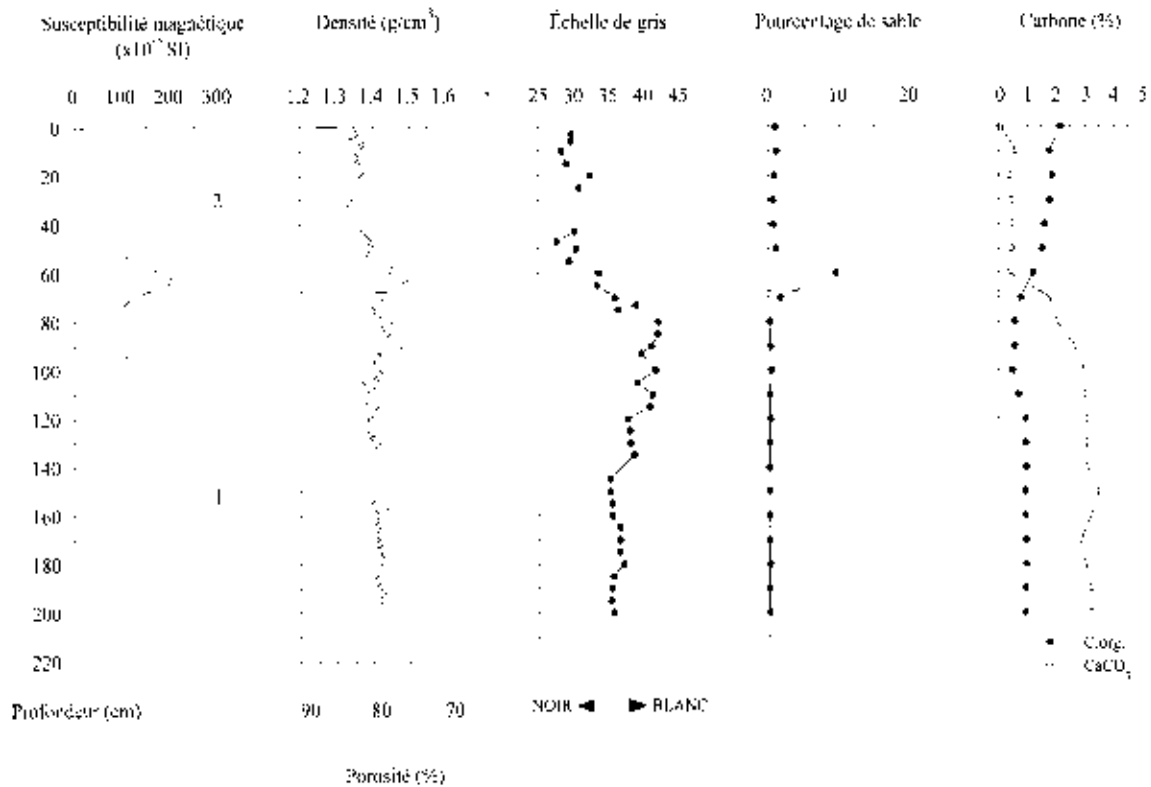 Susceptibilité magnétique
(x10⁻⁵ SI)
Densité (g/cm³)
Échelle de gris
Pourcentage de sable
Carbone (%)
0 100 200 300
1.2 1.3 1.4 1.5 1.6
25 30 35 40 45
0 10 20
0 1 2 3 4 5
0
20
2
40
60
80
100
120
140
1
160
180
200
220
C.org.
CaCO₃
Profondeur (cm)
90 80 70
NOIR ◄ ► BLANC
Porosité (%)